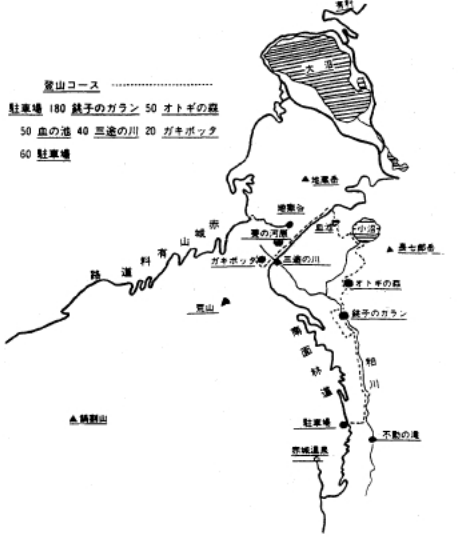 大沼
登山コース
駐車場 180 銚子のガラン 50 オトギの森
50 血の池 40 三途の川 20 ガキボッタ
60 駐車場
地蔵岳
赤城山有料道路
賽の河原
血の池
小沼
長七郎岳
ガキボッタ
三途の川
オトギの森
荒山
銚子のガラン
南面林道
粕川
鍋割山
駐車場
不動の滝
赤城温泉